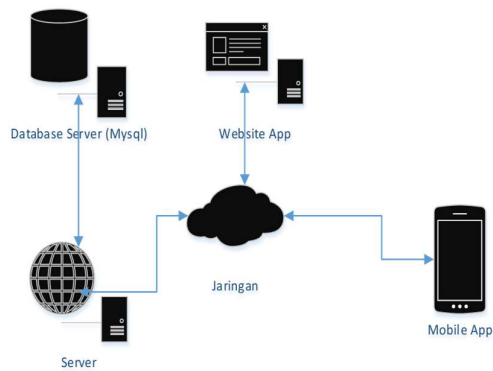 Database Server (Mysql)
Website App
Jaringan
Mobile App
Server